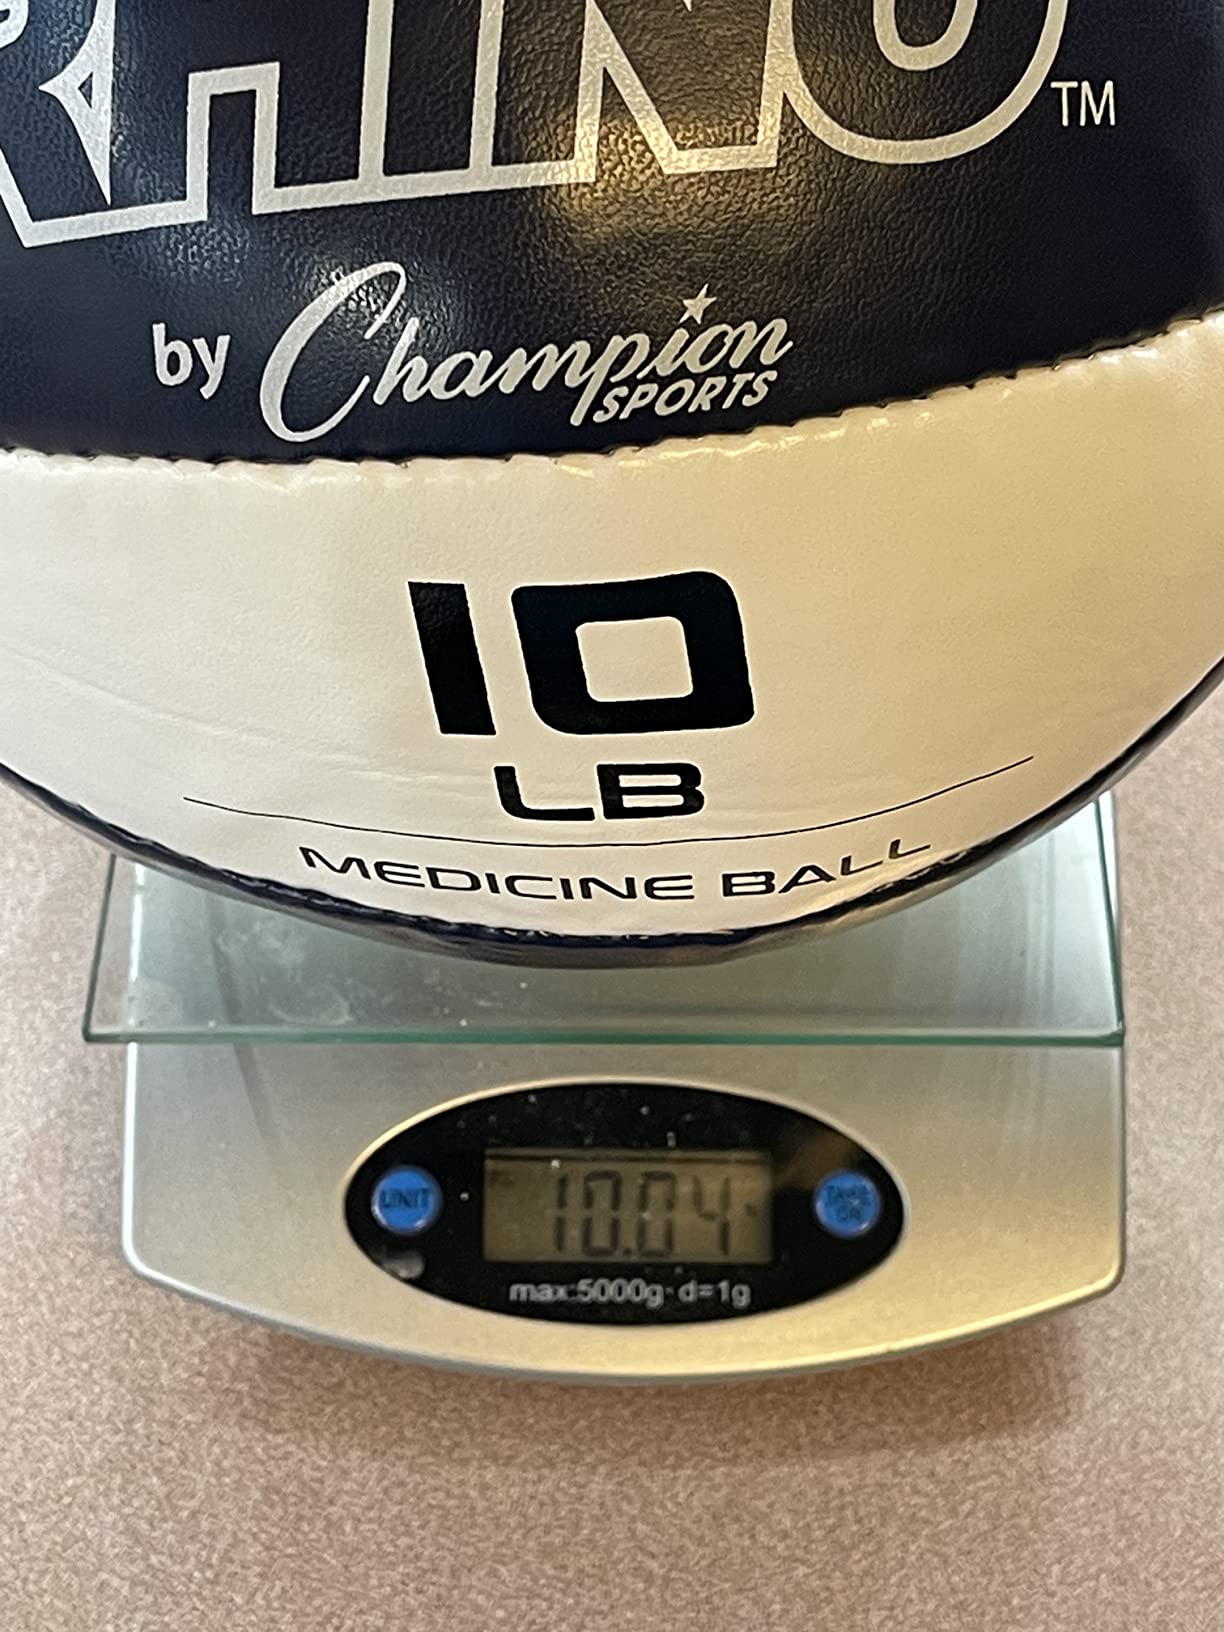 RHINO™
by Champion
SPORTS
10
LB
MEDICINE BALL
10.04
UNIT
TARE
ON
max:5000g d=1g